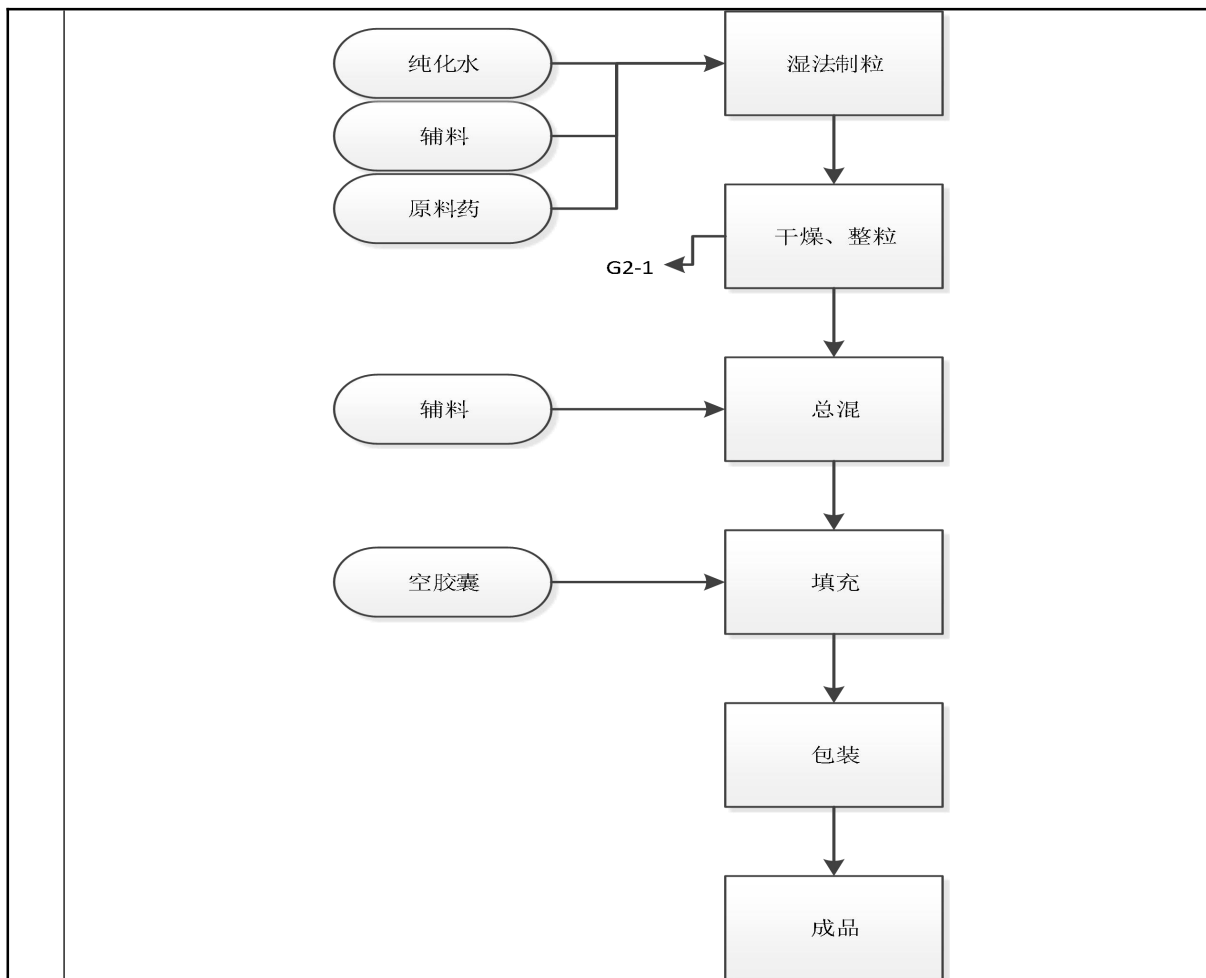 纯化水
湿法制粒
辅料
原料药
干燥、整粒
G2-1
辅料
总混
空胶囊
填充
包装
成品